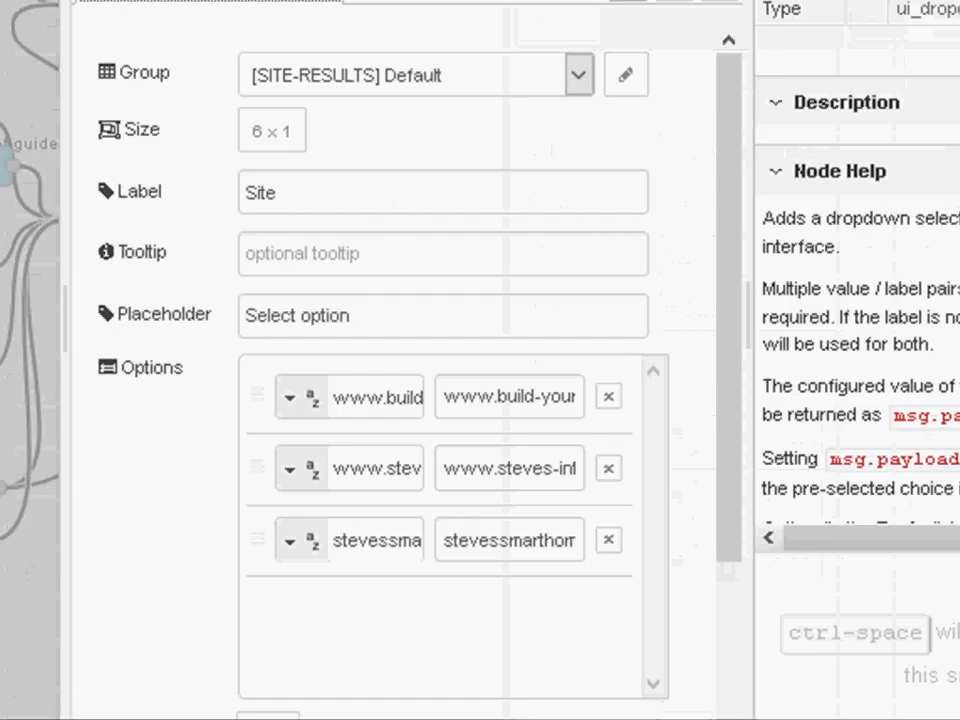 Type ui_drop
Group [SITE-RESULTS] Default
Size 6 × 1
guide
Label Site
Tooltip optional tooltip
Placeholder Select option
Options
www.build www.build-your
www.stev www.steves-int
stevessma stevessmarthom
Description
Node Help
Adds a dropdown select
interface.
Multiple value / label pairs
required. If the label is no
will be used for both.
The configured value of
be returned as msg.pa
Setting msg.payload
the pre-selected choice i
ctrl-space wil
this